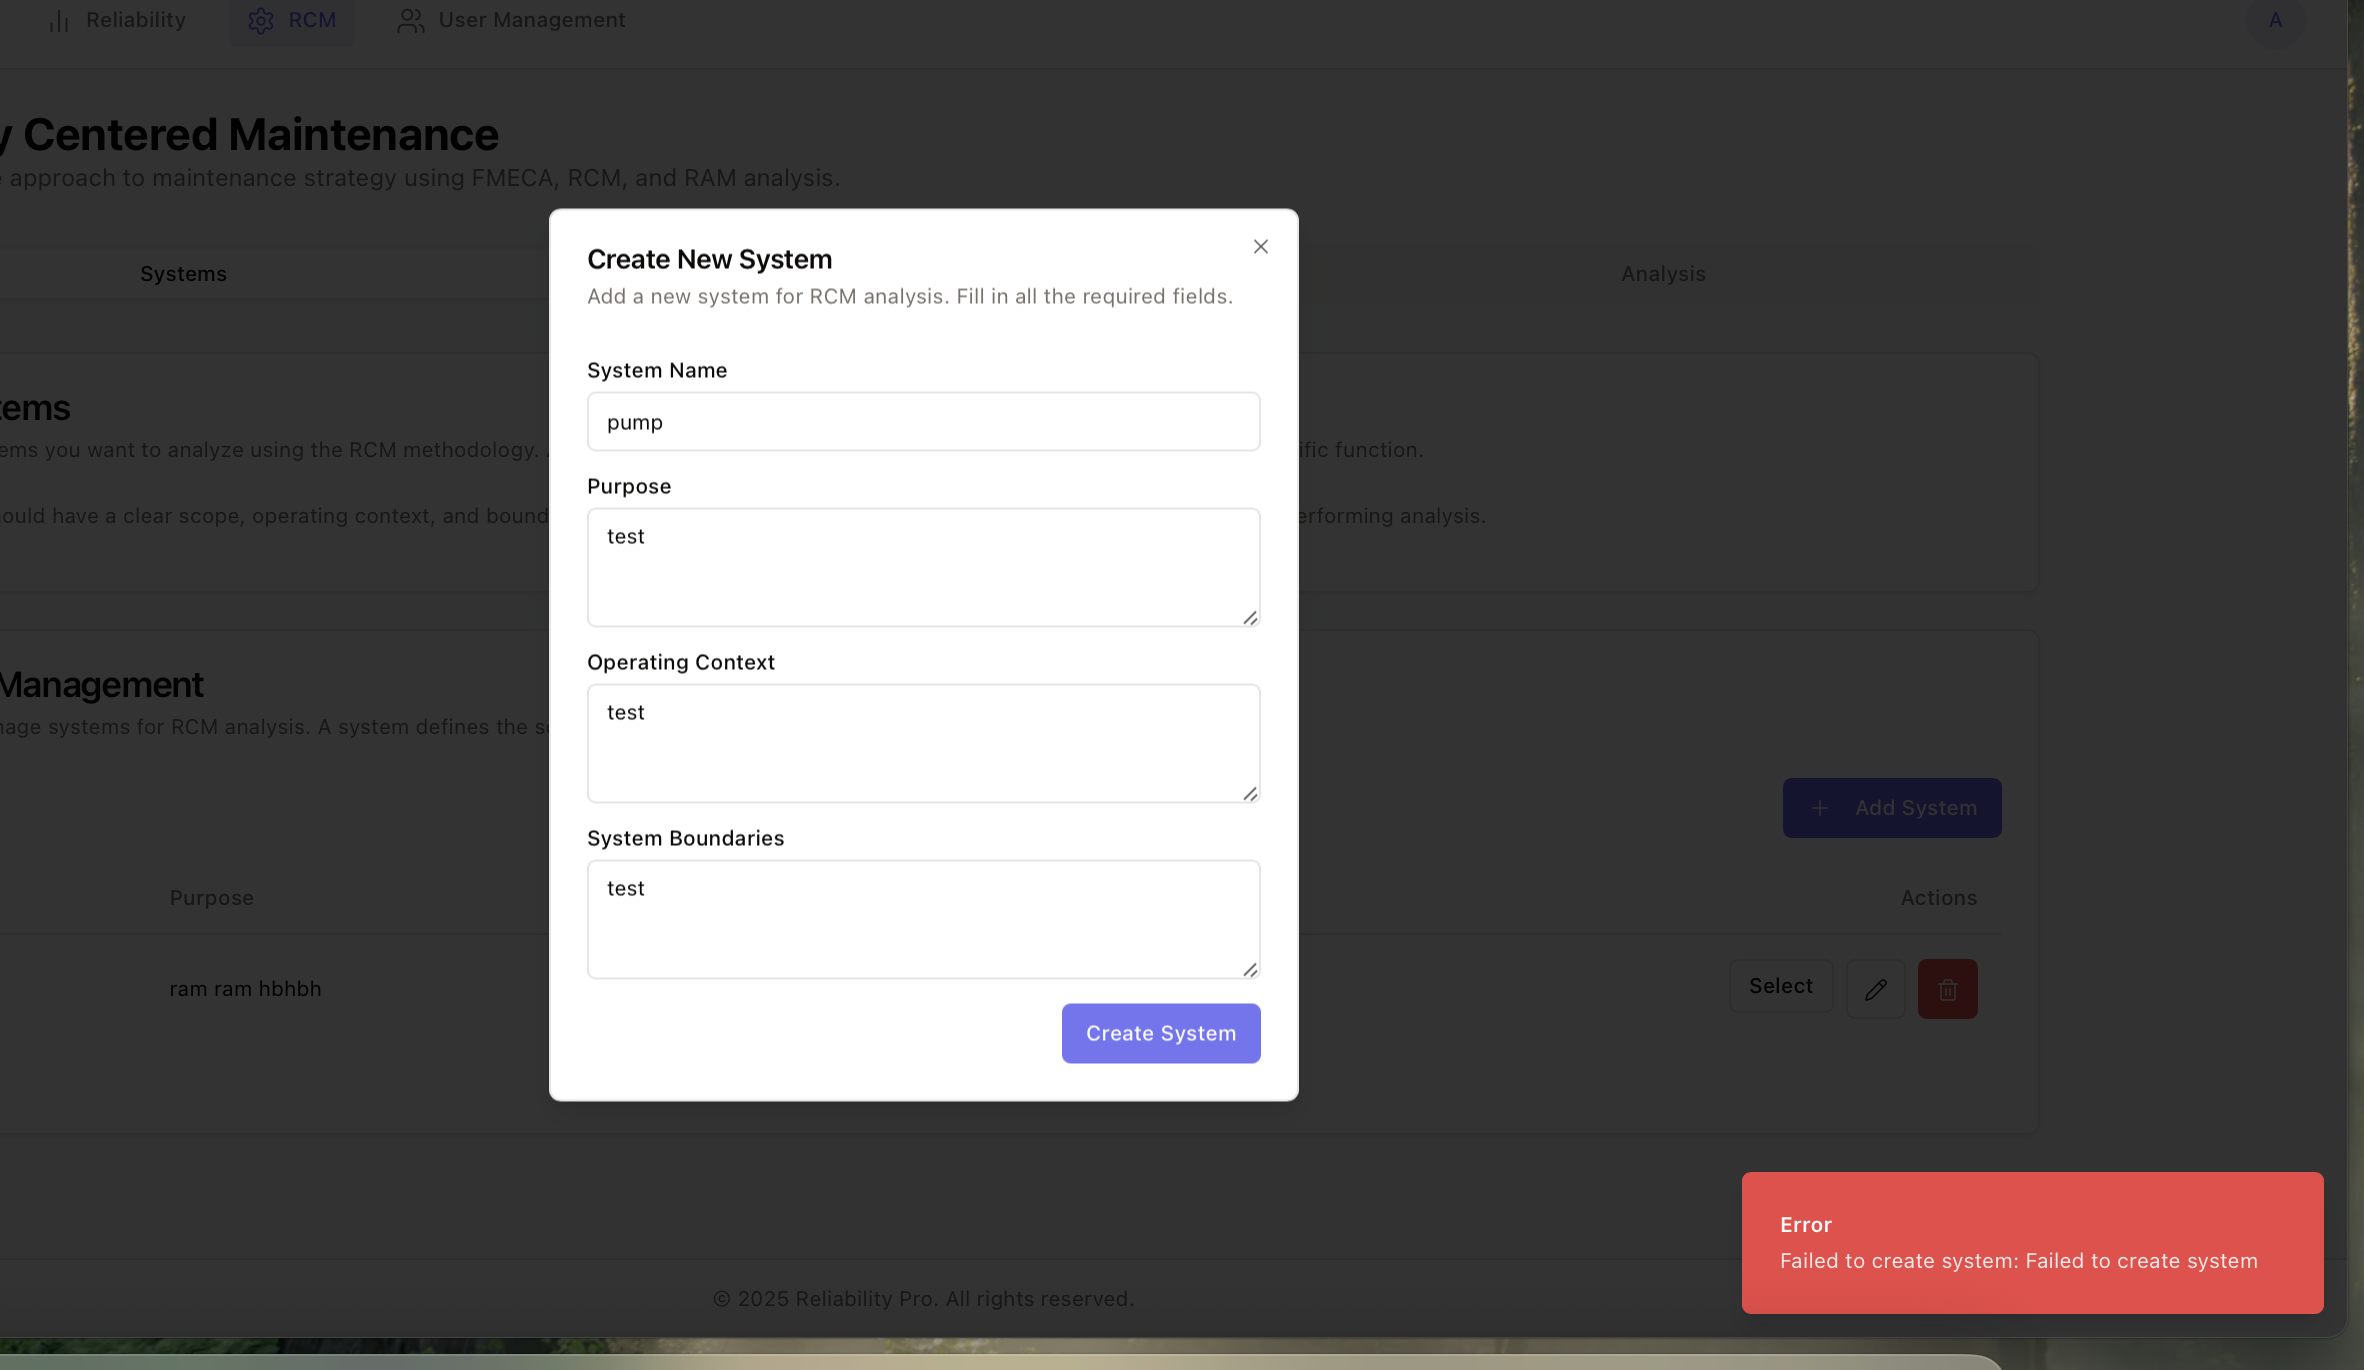 Reliability
RCM
User Management
A
y Centered Maintenance
approach to maintenance strategy using FMECA, RCM, and RAM analysis.
Systems
Analysis
tems
ems you want to analyze using the RCM methodology.
ific function.
ould have a clear scope, operating context, and bound
erforming analysis.
Management
nage systems for RCM analysis. A system defines the s
Add System
Purpose
Actions
ram ram hbhbh
Select
Create New System
Add a new system for RCM analysis. Fill in all the required fields.
System Name
pump
Purpose
test
Operating Context
test
System Boundaries
test
Create System
Error
Failed to create system: Failed to create system
© 2025 Reliability Pro. All rights reserved.